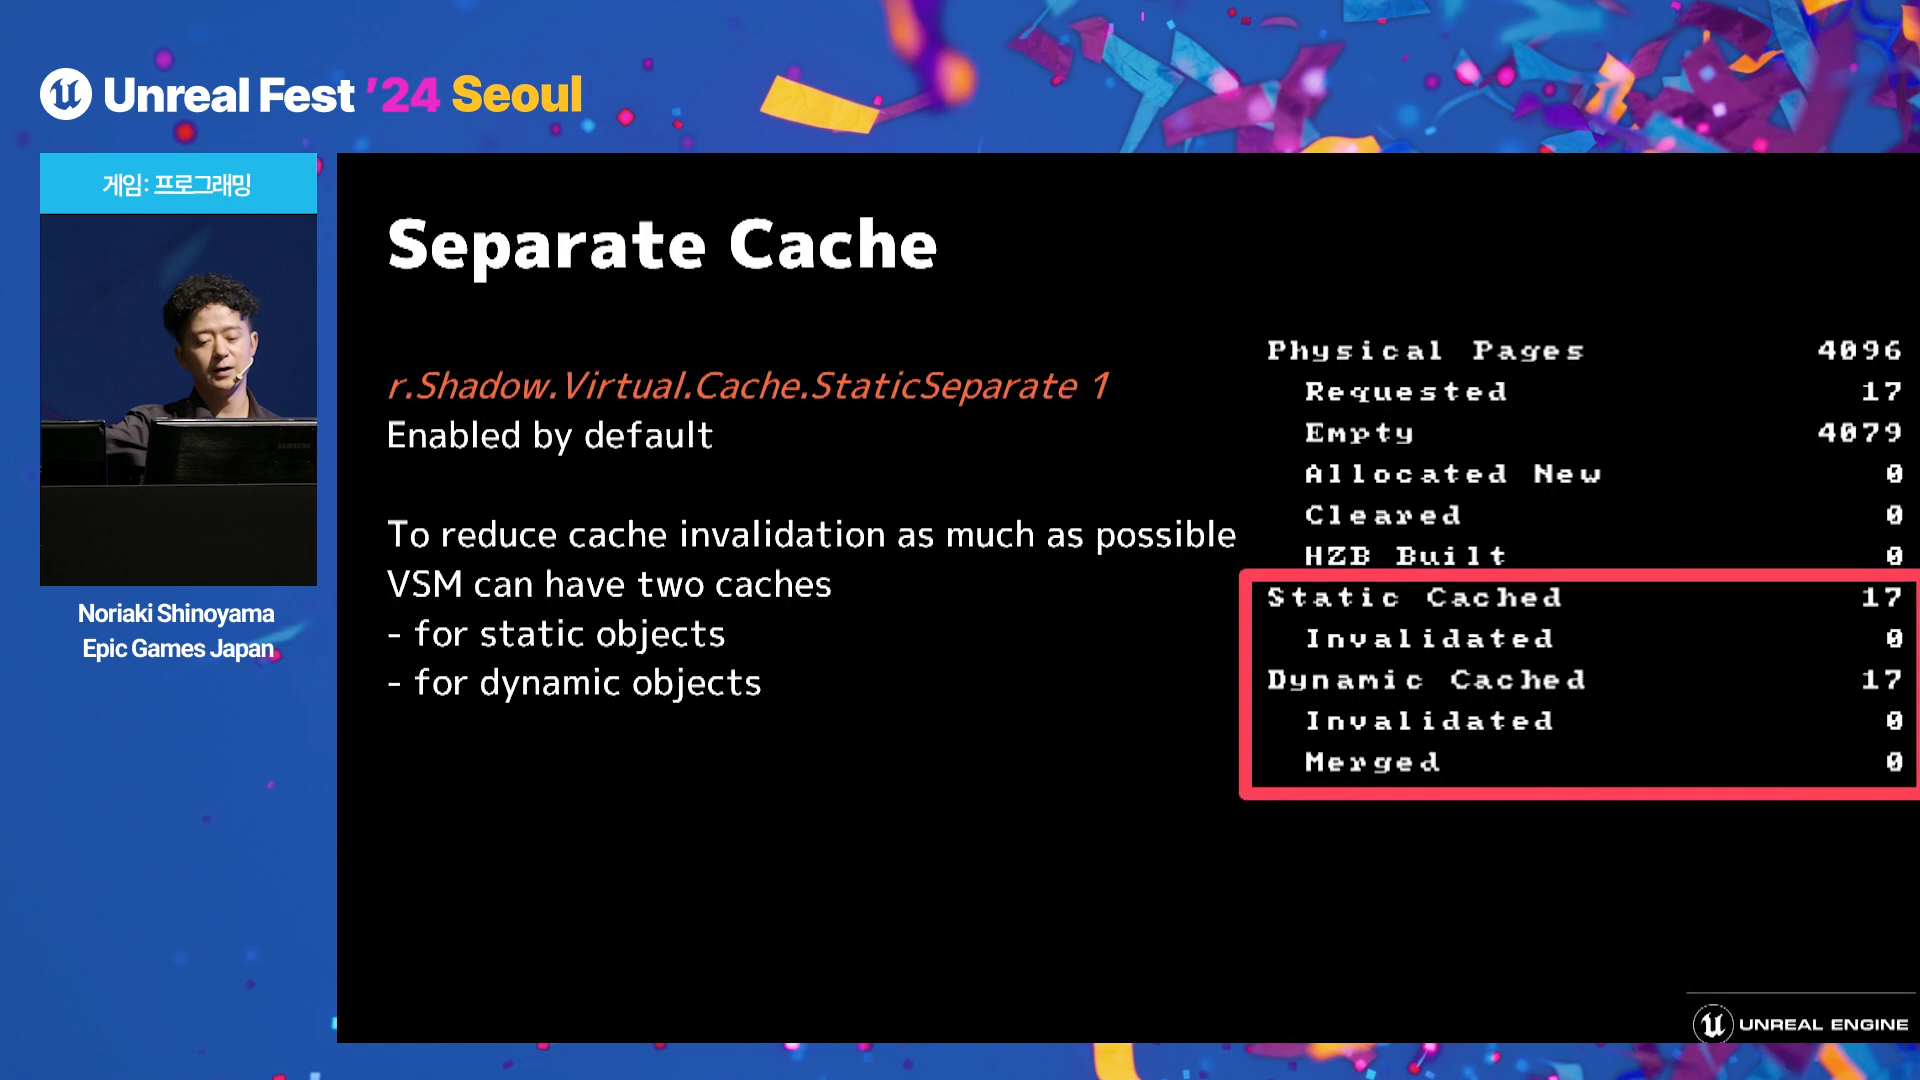 Unreal Fest '24 Seoul
게임: 프로그래밍
SAMSUNG
Noriaki Shinoyama
Epic Games Japan
Separate Cache
r.Shadow.Virtual.Cache.StaticSeparate 1
Enabled by default
To reduce cache invalidation as much as possible
VSM can have two caches
- for static objects
- for dynamic objects
Physical Pages 4096
Requested 17
Empty 4079
Allocated New 0
Cleared 0
HZB Built 0
Static Cached 17
Invalidated 0
Dynamic Cached 17
Invalidated 0
Merged 0
UNREAL ENGINE